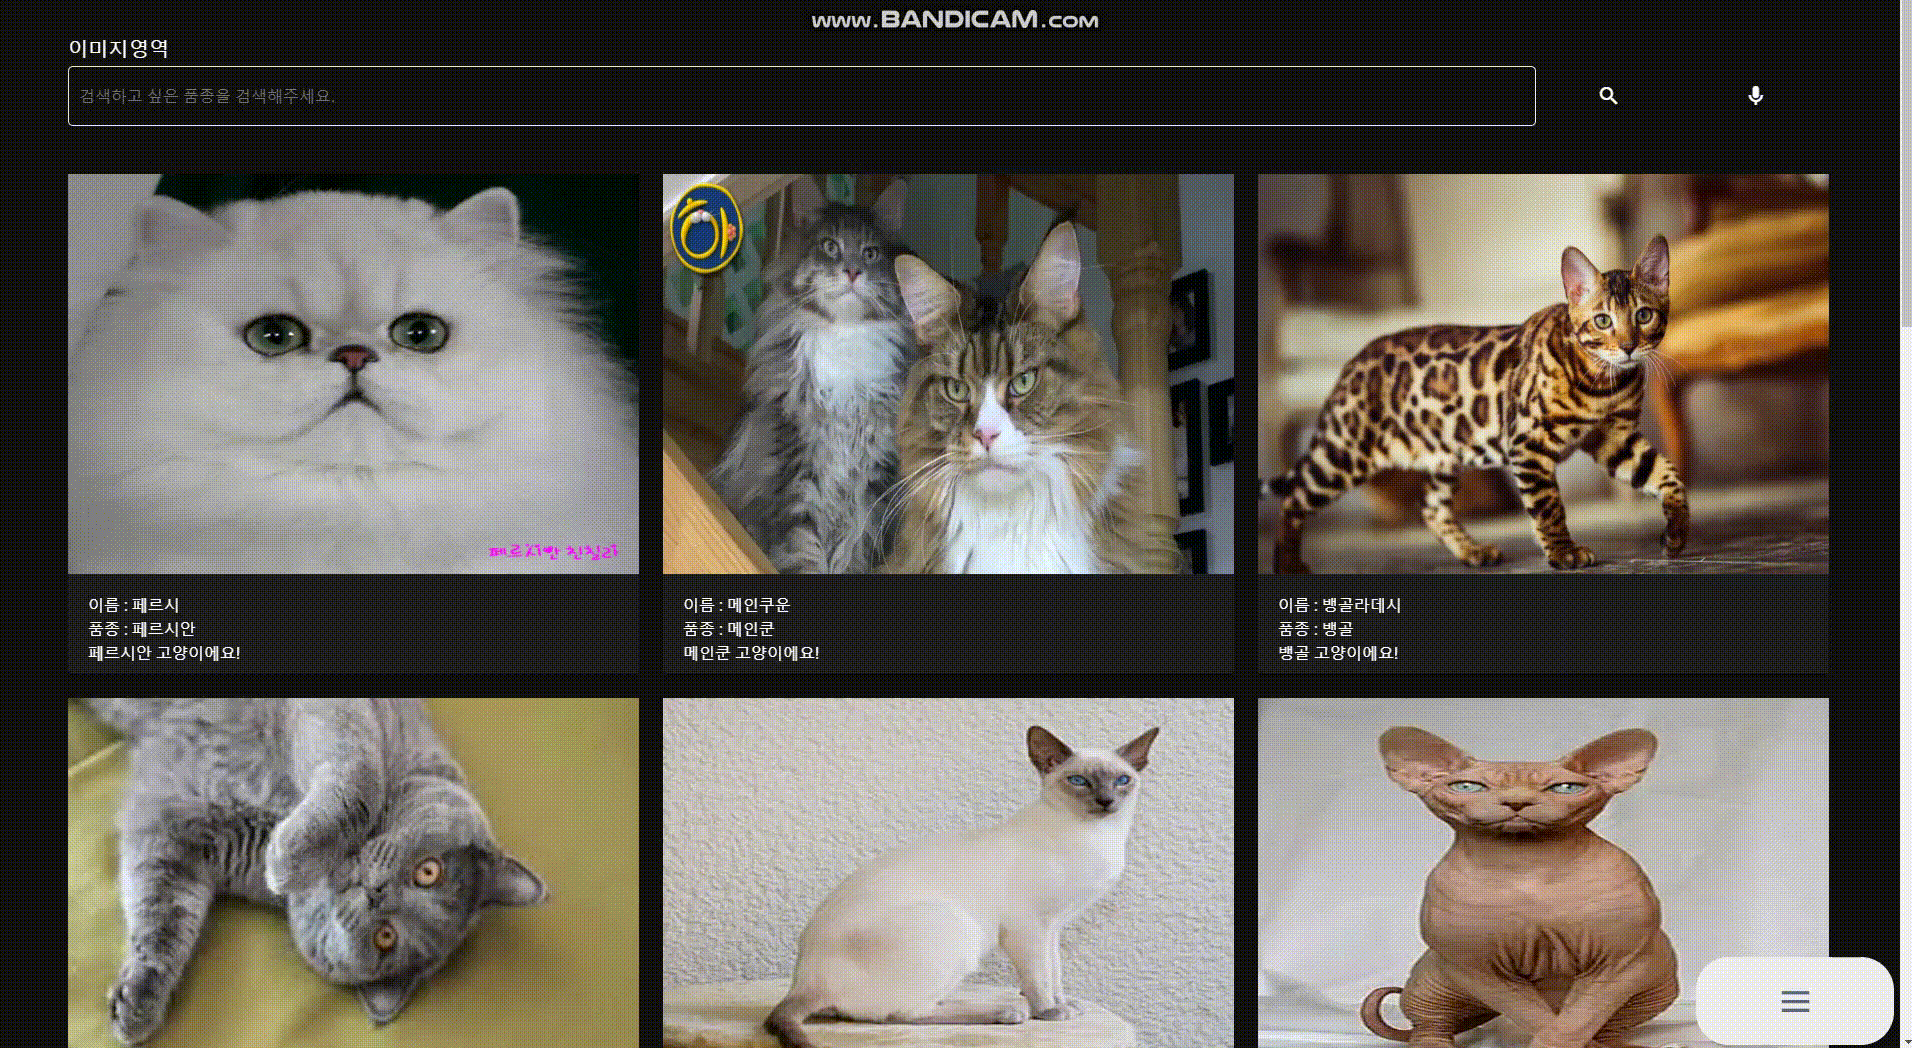 www.BANDICAM.com
이미지영역
검색하고 싶은 품종을 검색해주세요.
하
페르시안 친칠라
이름 : 페르시
품종 : 페르시안
페르시안 고양이에요!
이름 : 메인쿠운
품종 : 메인쿤
메인쿤 고양이에요!
이름 : 뱅골라데시
품종 : 뱅골
뱅골 고양이에요!